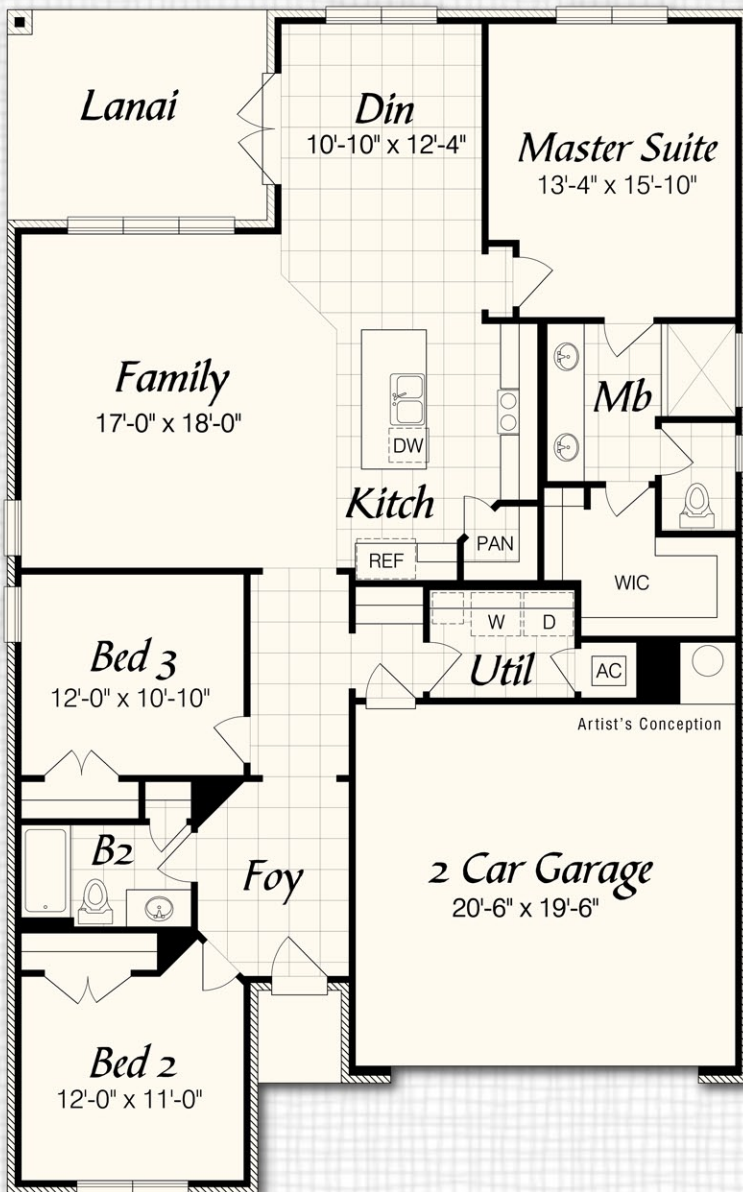 Lanai
Din
10'-10" x 12'-4"
Master Suite
13'-4" x 15'-10"
Family
17'-0" x 18'-0"
Mb
DW
Kitch
REF
PAN
WIC
W
D
Bed 3
12'-0" x 10'-10"
Util
AC
Artist's Conception
B2
Foy
2 Car Garage
20'-6" x 19'-6"
Bed 2
12'-0" x 11'-0"